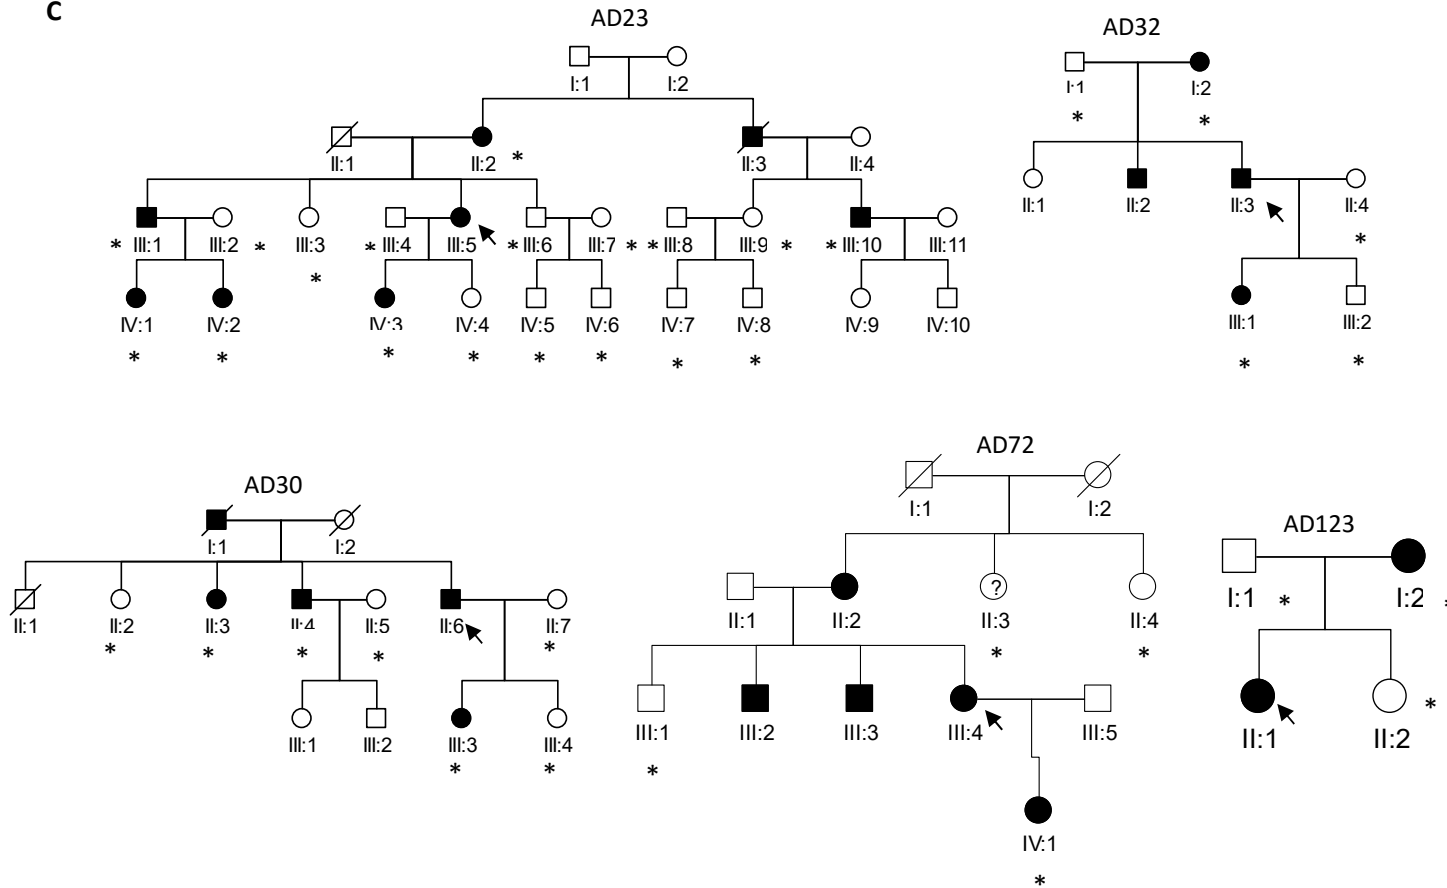 C
AD23
I:1 I:2
II:1 II:2 * II:3 II:4
* III:1 III:2 * III:3 * III:4 III:5 * III:6 III:7 * * III:8 III:9 * * III:10 III:11
*
IV:1 IV:2 IV:3 IV:4 IV:5 IV:6 IV:7 IV:8 IV:9 IV:10
* * * * * * * *
AD32
I:1 I:2
* *
II:1 II:2 II:3 II:4
*
III:1 III:2
* *
AD30
I:1 I:2
II:1 II:2 II:3 II:4 II:5 II:6 II:7
* * * * *
III:1 III:2 III:3 III:4
* *
AD72
I:1 I:2
?
II:1 II:2 II:3 II:4
* *
III:1 III:2 III:3 III:4 III:5
*
IV:1
*
AD123
I:1 * I:2 *
II:1 II:2 *